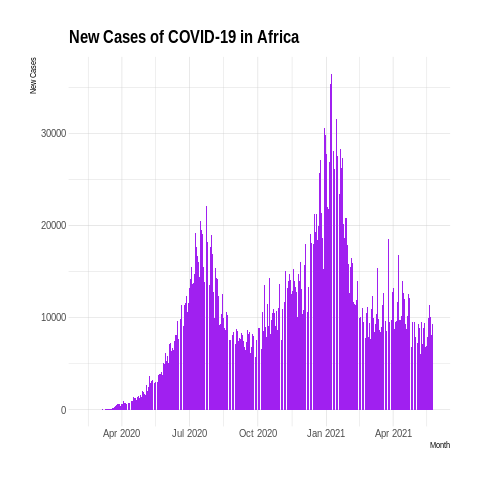 New Cases of COVID-19 in Africa
New Cases
30000
20000
10000
0
Apr 2020 Jul 2020 Oct 2020 Jan 2021 Apr 2021
Month